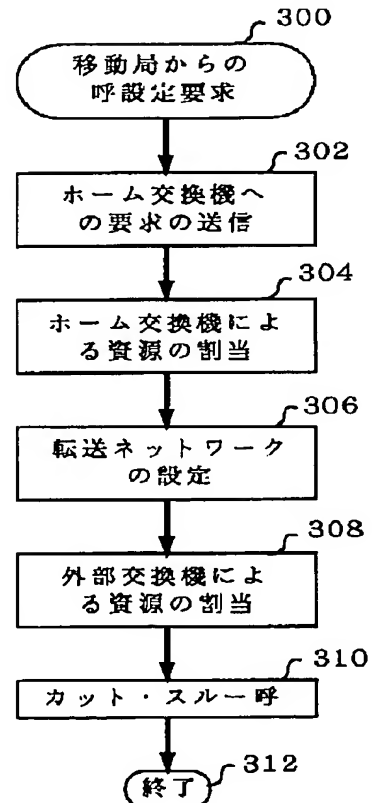 300
移動局からの
呼設定要求
302
ホーム交換機へ
の要求の送信
304
ホーム交換機によ
る資源の割当
306
転送ネットワーク
の設定
308
外部交換機によ
る資源の割当
310
カット・スルー呼
312
終了